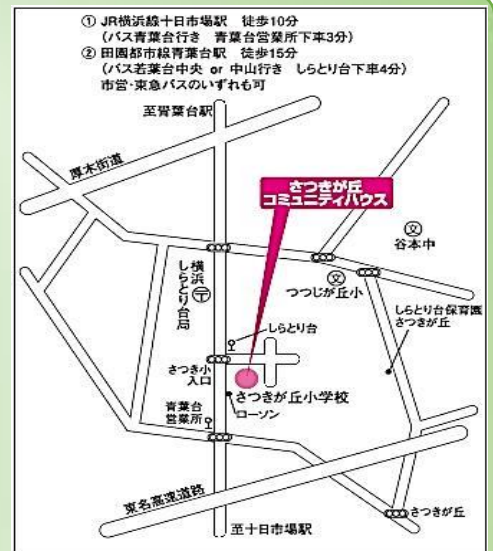 ① JR横浜線十日市場駅 徒歩10分
(バス青葉台行き 青葉台営業所下車3分)
② 田園都市線青葉台駅 徒歩15分
(バス若葉台中央 or 中山行き しらとり台下車4分)
市営・東急バスのいずれも可
至青葉台駅
厚木街道
さつきが丘
コミュニティハウス
文
谷本中
文
つつじが丘小
横浜
しらとり台局
〒
しらとり台
しらとり台保育園
さつきが丘
さつき小
入口
さつきが丘小学校
ローソン
青葉台
営業所
東名高速道路
さつきが丘
至十日市場駅